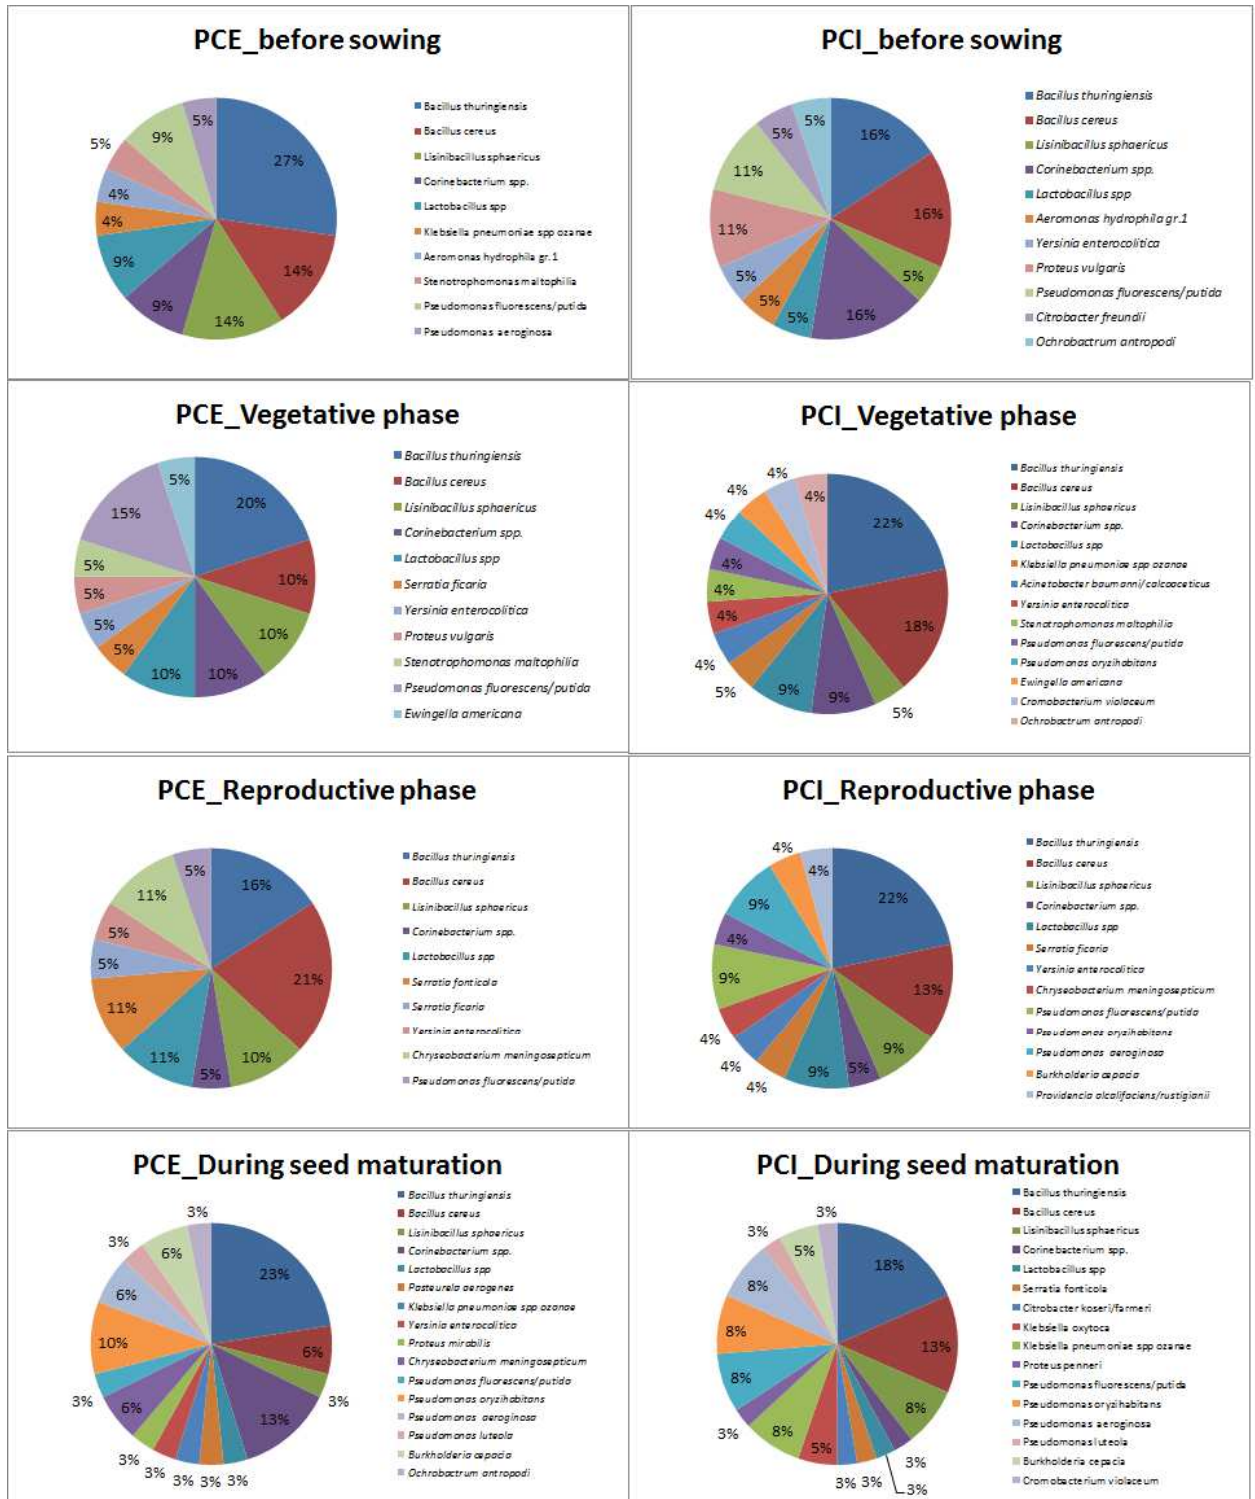 PCE_before sowing
27%
14%
14%
9%
9%
4%
4%
5%
9%
5%
Bacillus thuringiensis
Bacillus cereus
Lisinibacillus sphaericus
Corinebacterium spp.
Lactobacillus spp
Klebsiella pneumoniae spp ozanae
Aeromonas hydrophila gr.1
Stenotrophomonas maltophilia
Pseudomonas fluorescens/putida
Pseudomonas aeroginosa
PCI_before sowing
16%
16%
5%
16%
5%
5%
5%
11%
11%
5%
5%
Bacillus thuringiensis
Bacillus cereus
Lisinibacillus sphaericus
Corinebacterium spp.
Lactobacillus spp
Aeromonas hydrophila gr.1
Yersinia enterocolitica
Proteus vulgaris
Pseudomonas fluorescens/putida
Citrobacter freundii
Ochrobactrum antropodi
PCE_Vegetative phase
20%
10%
10%
10%
10%
5%
5%
5%
5%
15%
5%
Bacillus thuringiensis
Bacillus cereus
Lisinibacillus sphaericus
Corinebacterium spp.
Lactobacillus spp
Serratia ficaria
Yersinia enterocolitica
Proteus vulgaris
Stenotrophomonas maltophilia
Pseudomonas fluorescens/putida
Ewingella americana
PCI_Vegetative phase
22%
18%
5%
9%
9%
5%
4%
4%
4%
4%
4%
4%
4%
4%
Bacillus thuringiensis
Bacillus cereus
Lisinibacillus sphaericus
Corinebacterium spp.
Lactobacillus spp
Klebsiella pneumoniae spp ozanae
Acinetobacter baumanni/calcoaceticus
Yersinia enterocolitica
Stenotrophomonas maltophilia
Pseudomonas fluorescens/putida
Pseudomonas oryzihabitans
Ewingella americana
Cromobacterium violaceum
Ochrobactrum antropodi
PCE_Reproductive phase
16%
21%
10%
5%
11%
11%
5%
5%
11%
5%
Bacillus thuringiensis
Bacillus cereus
Lisinibacillus sphaericus
Corinebacterium spp.
Lactobacillus spp
Serratia fonticola
Serratia ficaria
Yersinia enterocolitica
Chryseobacterium meningosepticum
Pseudomonas fluorescens/putida
PCI_Reproductive phase
22%
13%
9%
5%
9%
4%
4%
4%
9%
4%
9%
4%
4%
Bacillus thuringiensis
Bacillus cereus
Lisinibacillus sphaericus
Corinebacterium spp.
Lactobacillus spp
Serratia ficaria
Yersinia enterocolitica
Chryseobacterium meningosepticum
Pseudomonas fluorescens/putida
Pseudomonas oryzihabitans
Pseudomonas aeroginosa
Burkholderia cepacia
Providencia alcalifaciens/rustigianii
PCE_During seed maturation
23%
6%
3%
13%
3%
3%
3%
3%
3%
6%
3%
10%
6%
3%
6%
3%
Bacillus thuringiensis
Bacillus cereus
Lisinibacillus sphaericus
Corinebacterium spp.
Lactobacillus spp
Pasteurela aerogenes
Klebsiella pneumoniae spp ozanae
Yersinia enterocolitica
Proteus mirabilis
Chryseobacterium meningosepticum
Pseudomonas fluorescens/putida
Pseudomonas oryzihabitans
Pseudomonas aeroginosa
Pseudomonas luteola
Burkholderia cepacia
Ochrobactrum antropodi
PCI_During seed maturation
18%
13%
8%
3%
3%
3%
3%
5%
8%
3%
8%
8%
8%
3%
5%
3%
Bacillus thuringiensis
Bacillus cereus
Lisinibacillus sphaericus
Corinebacterium spp.
Lactobacillus spp
Serratia fonticola
Citrobacter koseri/farmeri
Klebsiella oxytoca
Klebsiella pneumoniae spp ozanae
Proteus penneri
Pseudomonas fluorescens/putida
Pseudomonas oryzihabitans
Pseudomonas aeroginosa
Pseudomonas luteola
Burkholderia cepacia
Cromobacterium violaceum